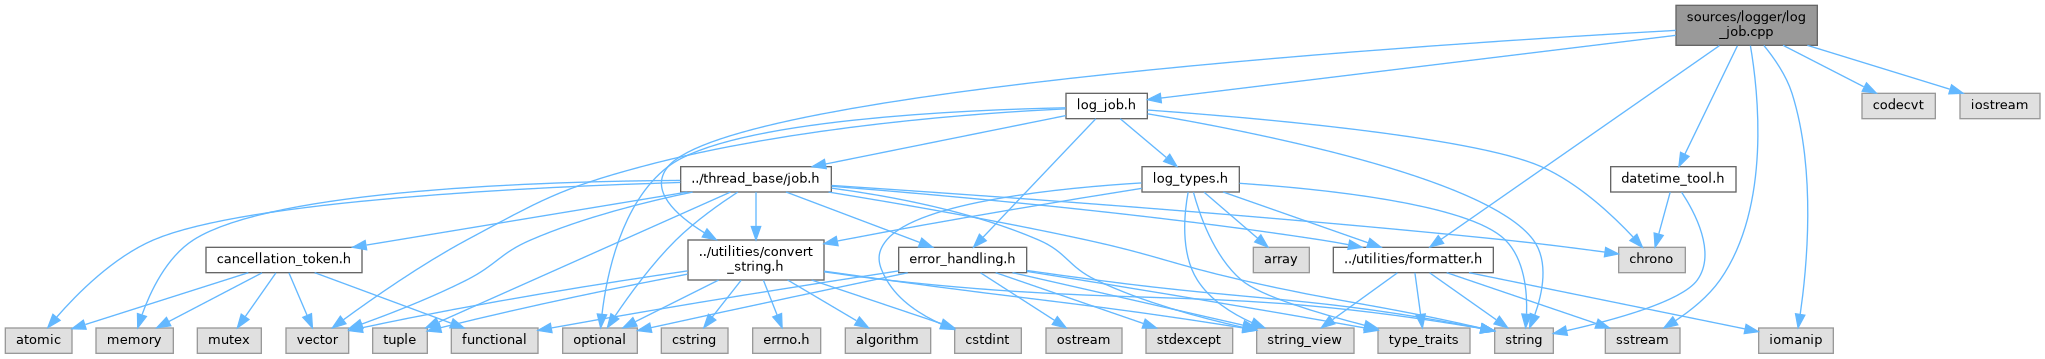 sources/logger/log
_job.cpp
log_job.h
codecvt
iostream
../thread_base/job.h
log_types.h
datetime_tool.h
cancellation_token.h
../utilities/convert
_string.h
error_handling.h
array
../utilities/formatter.h
chrono
atomic
memory
mutex
vector
tuple
functional
optional
cstring
errno.h
algorithm
cstdint
ostream
stdexcept
string_view
type_traits
string
sstream
iomanip